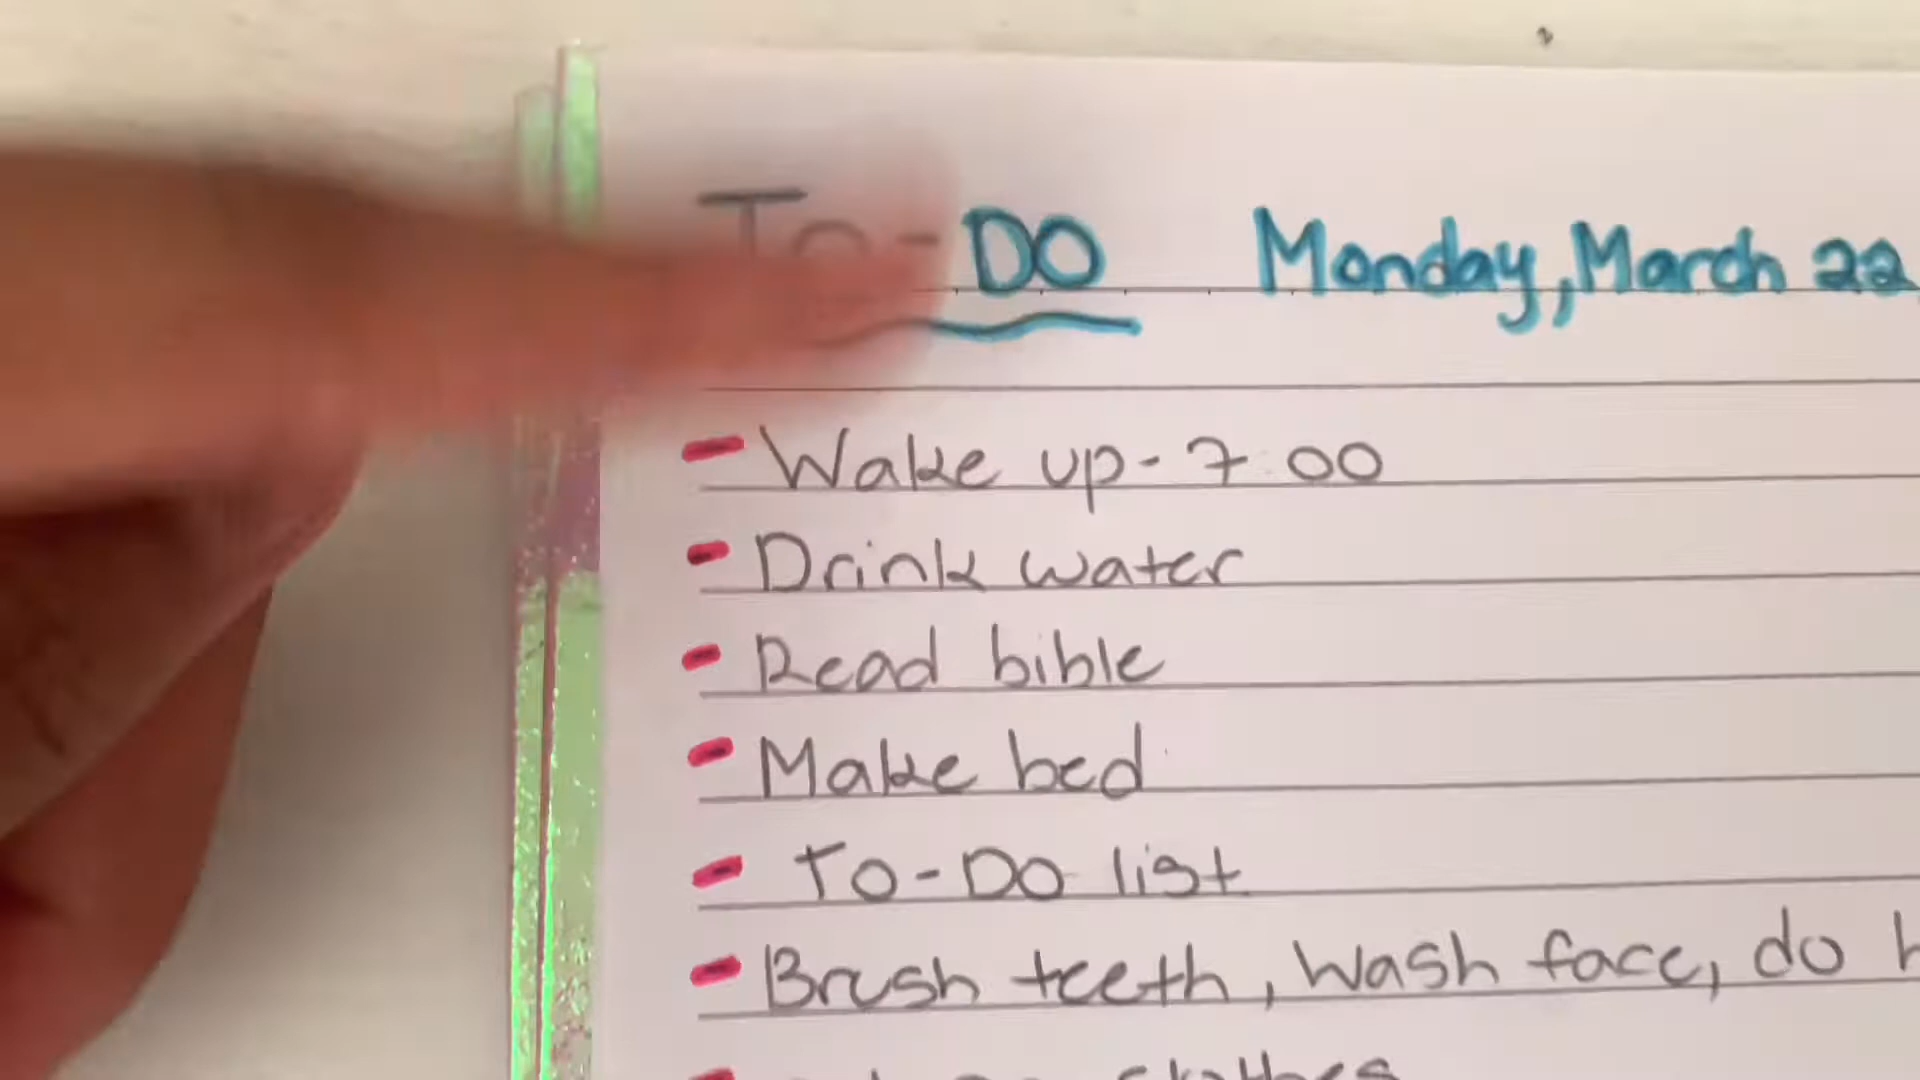 To-DO Monday, March 22
- Wake up - 7:00
- Drink water
- Read bible
- Make bed
- To-Do list
- Brush teeth, wash face, do
clothes